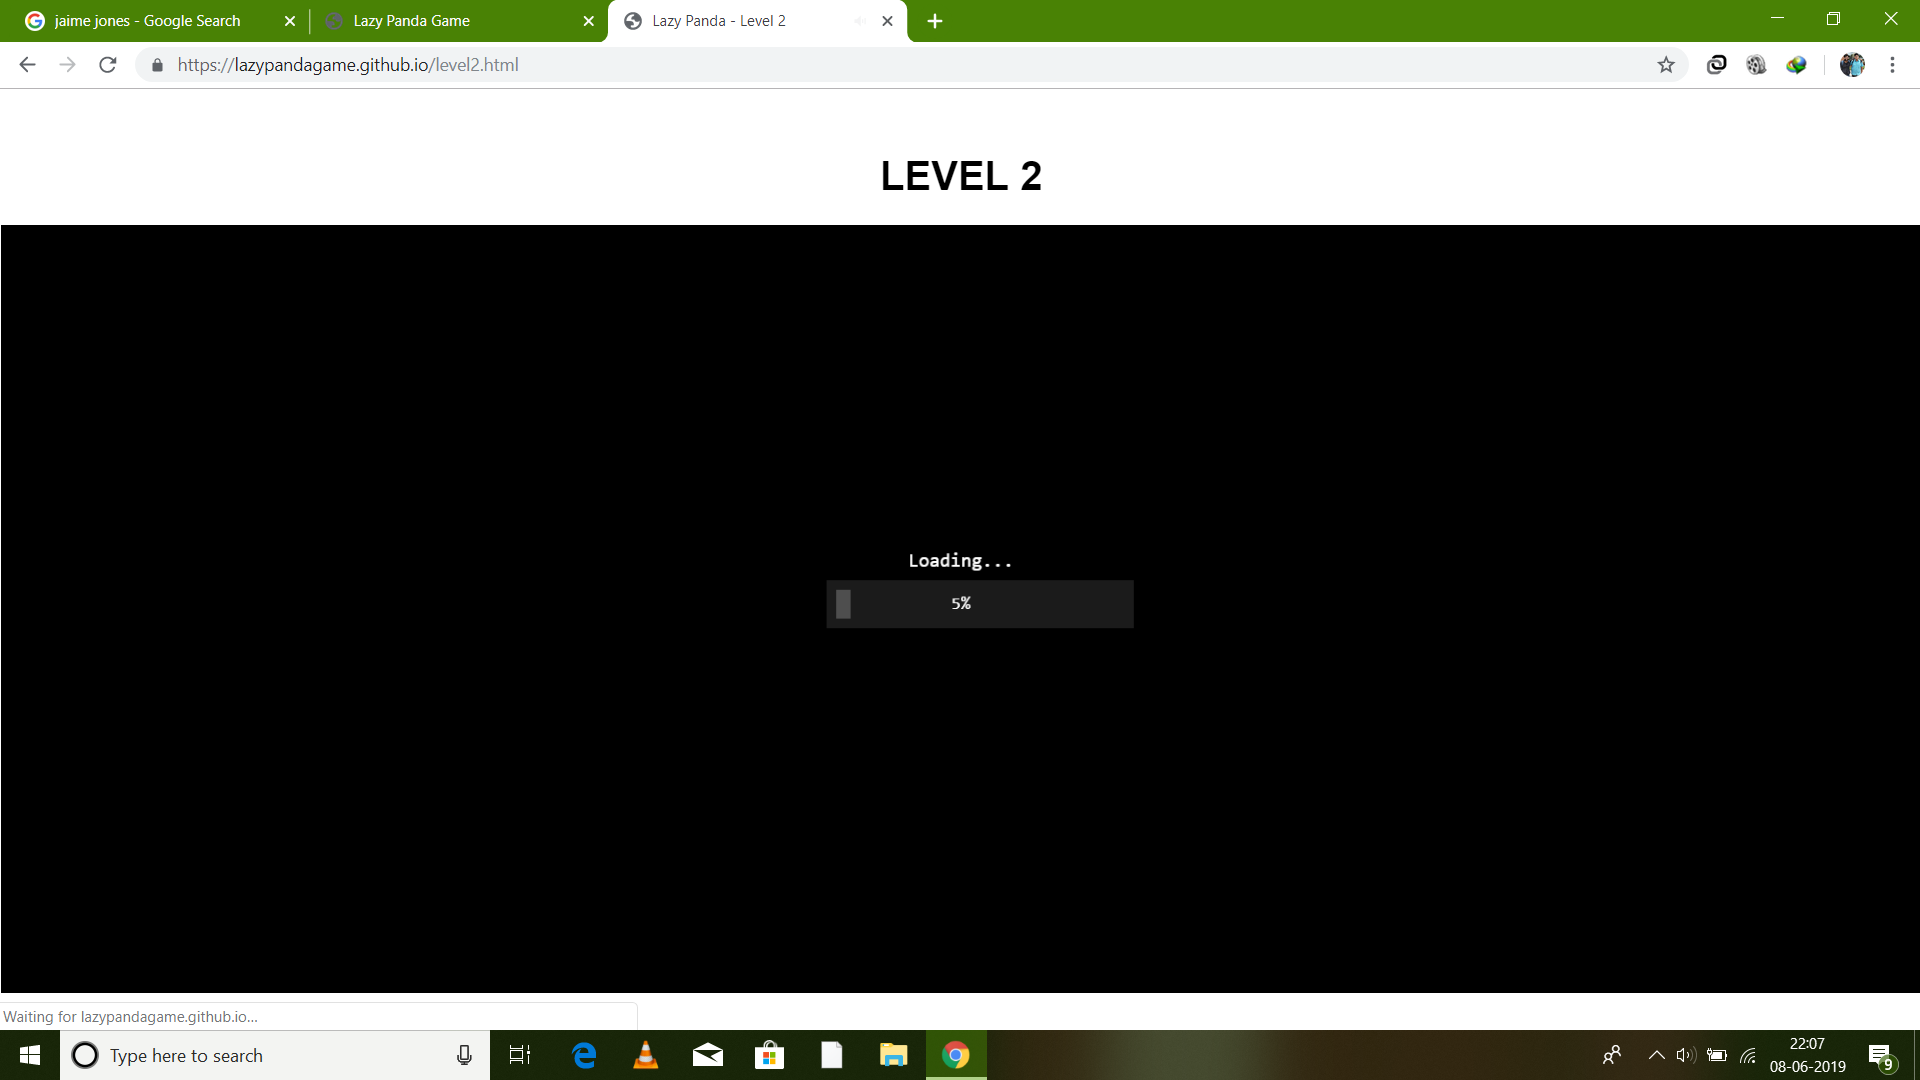 jaime jones - Google Search
Lazy Panda Game
Lazy Panda - Level 2
https://lazypandagame.github.io/level2.html
LEVEL 2
Loading...
5%
Waiting for lazypandagame.github.io...
Type here to search
22:07
08-06-2019
9